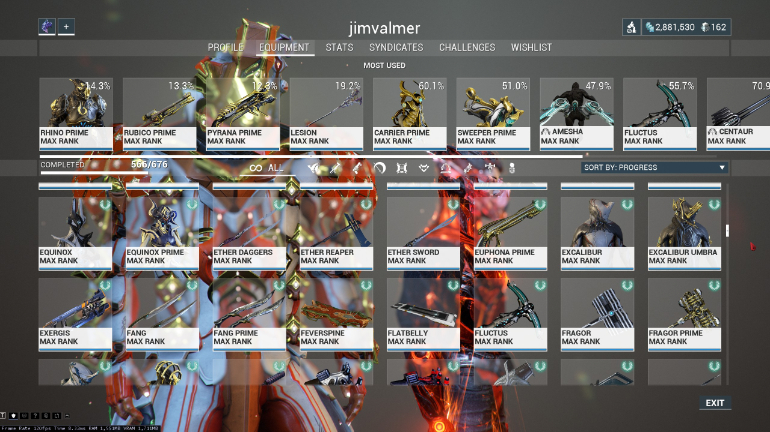 jimvalmer
+
2,881,530 162
PROFILE EQUIPMENT STATS SYNDICATES CHALLENGES WISHLIST
MOST USED
14.3% 13.3% 12.3% 19.2% 60.1% 51.0% 47.9% 55.7% 70.9
RHINO PRIME RUBICO PRIME PYRANA PRIME LESION CARRIER PRIME SWEEPER PRIME AMESHA FLUCTUS CENTAUR
MAX RANK MAX RANK MAX RANK MAX RANK MAX RANK MAX RANK MAX RANK MAX RANK MAX RANK
COMPLETED 566/676 ALL SORT BY: PROGRESS
EQUINOX EQUINOX PRIME ETHER DAGGERS ETHER REAPER ETHER SWORD EUPHONA PRIME EXCALIBUR EXCALIBUR UMBRA
MAX RANK MAX RANK MAX RANK MAX RANK MAX RANK MAX RANK MAX RANK MAX RANK
EXERGIS FANG FANG PRIME FEVERSPINE FLATBELLY FLUCTUS FRAGOR FRAGOR PRIME
MAX RANK MAX RANK MAX RANK MAX RANK MAX RANK MAX RANK MAX RANK MAX RANK
EXIT